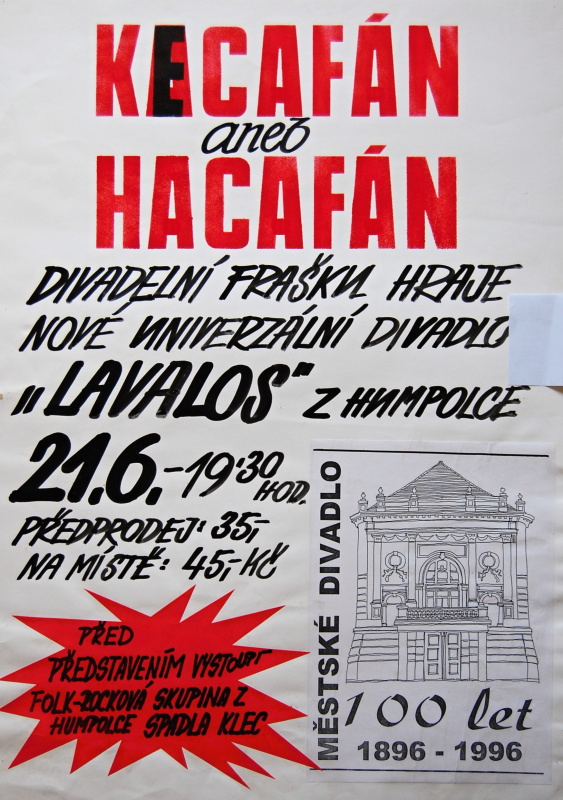 KECAFÁN
aneb
HACAFÁN
DIVADELNÍ FRAŠKU HRAJE
NOVÉ UNIVERZÁLNÍ DIVADLO
„LAVALOS" Z HUMPOLCE
21.6.-19.30 HOD.
PŘEDPRODEJ: 35,-
NA MÍSTĚ: 45,-KČ
PŘED
PŘEDSTAVENÍM VYSTOUPÍ
FOLK-ROCKOVÁ SKUPINA Z
HUMPOLCE SPADLA KLEC
MĚSTSKÉ DIVADLO
100 let
1896 - 1996